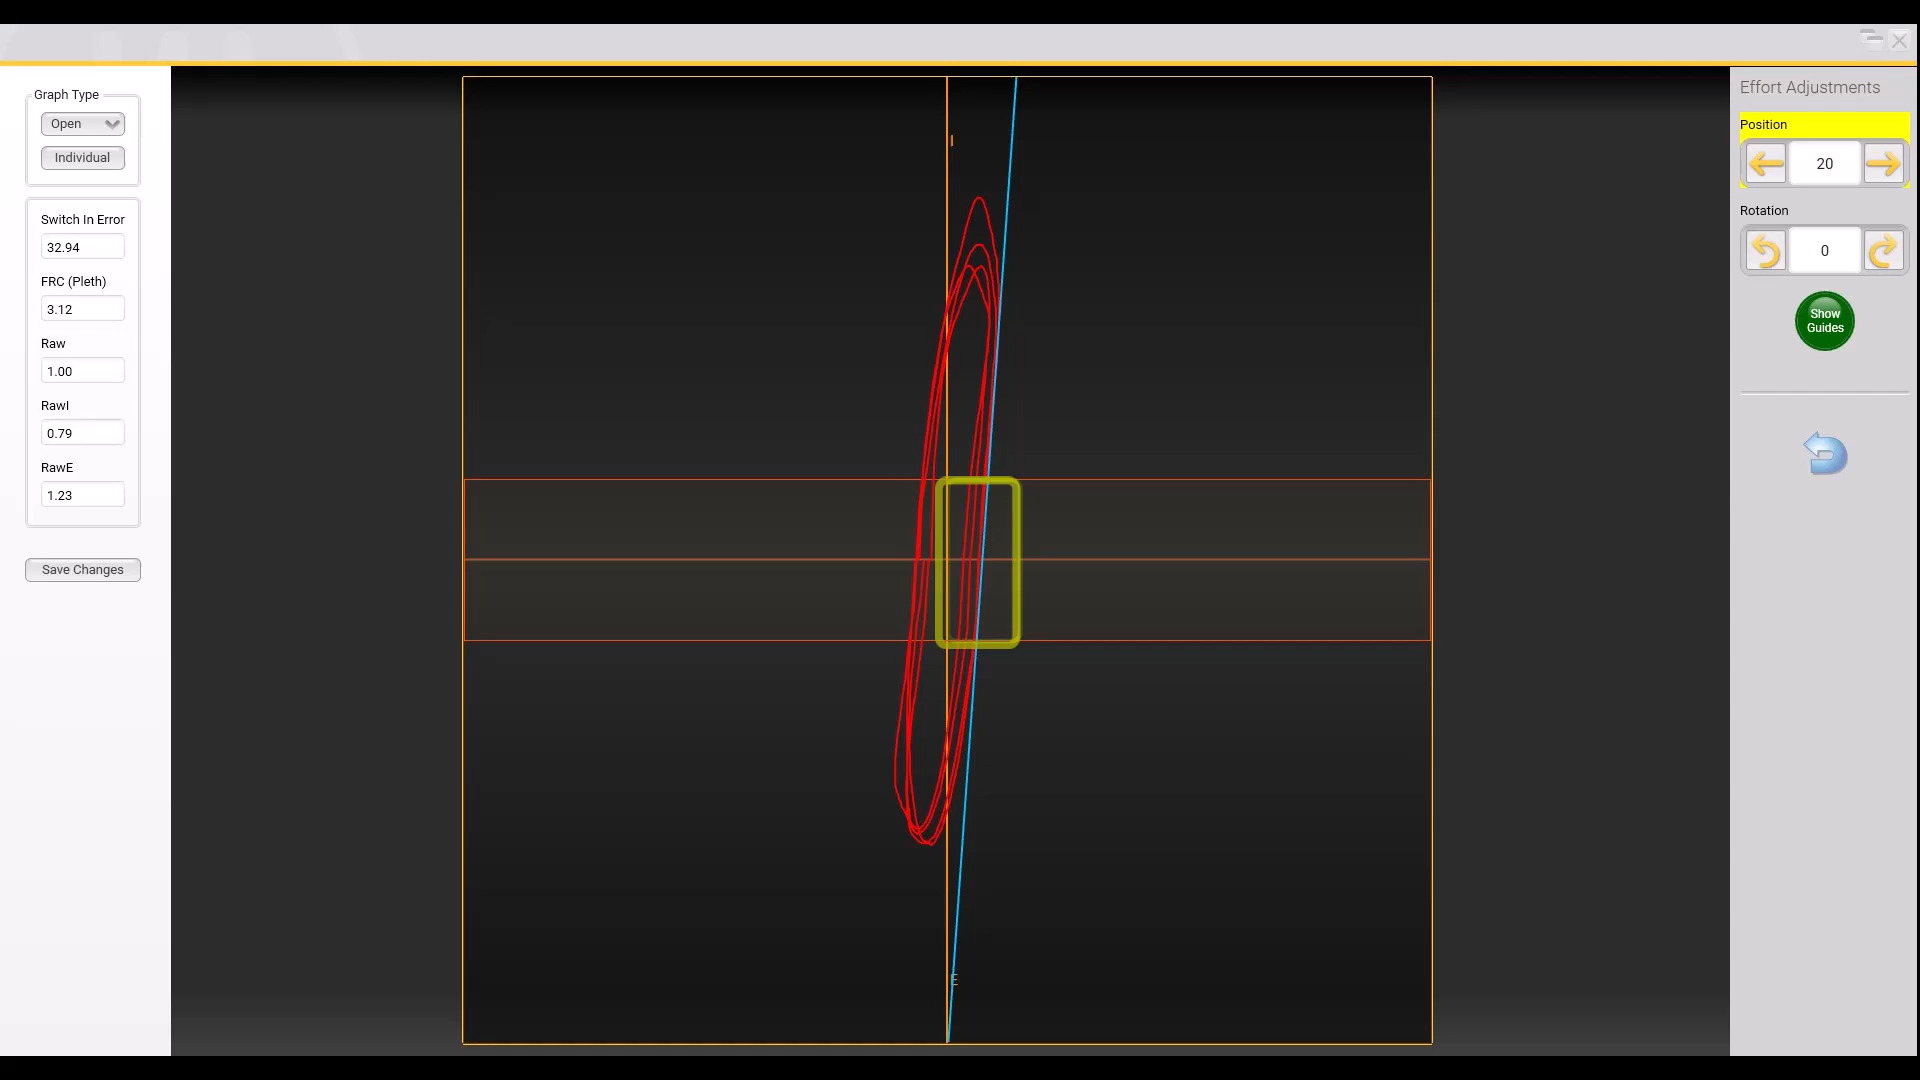 Graph Type
Open
Individual
Switch In Error
32.94
FRC (Pleth)
3.12
Raw
1.00
RawI
0.79
RawE
1.23
Save Changes
I
E
Effort Adjustments
Position
20
Rotation
0
Show
Guides